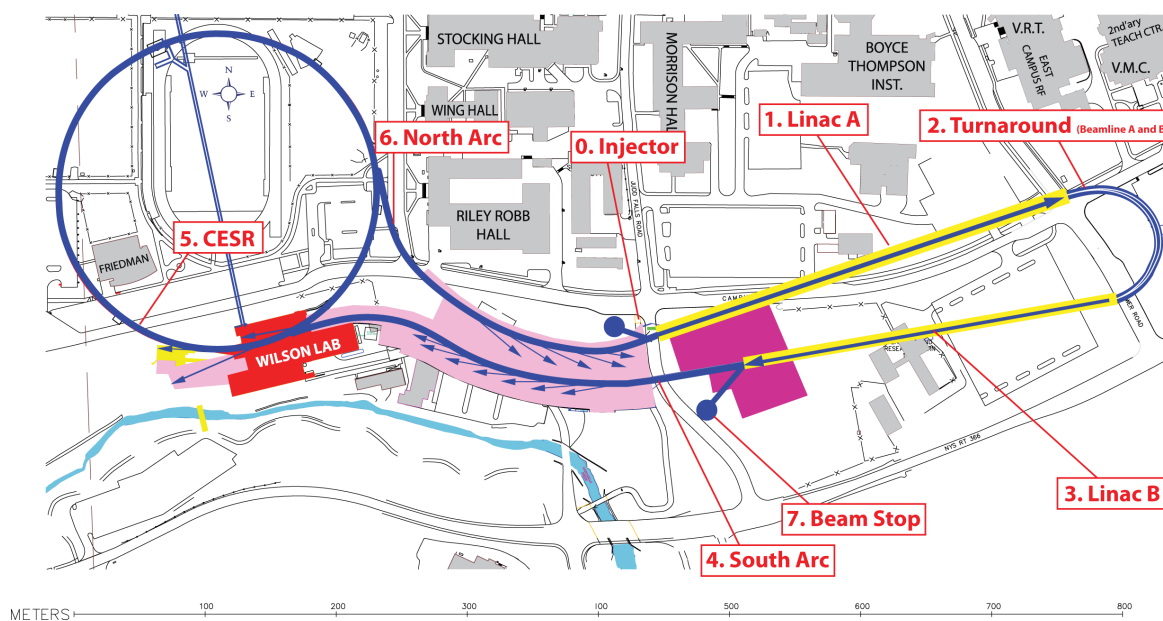 STOCKING HALL
MORRISON HALL
BOYCE
THOMPSON
INST.
V.R.T.
EAST
CAMPUS RF
2nd'ary
TEACH CTR
V.M.C.
N
W E
S
WING HALL
6. North Arc
0. Injector
1. Linac A
2. Turnaround (Beamline A and B
JUDD FALLS ROAD
RILEY ROBB
HALL
5. CESR
FRIEDMAN
WILSON LAB
NYS RT 366
3. Linac B
7. Beam Stop
4. South Arc
METERS 100 200 300 400 500 600 700 800